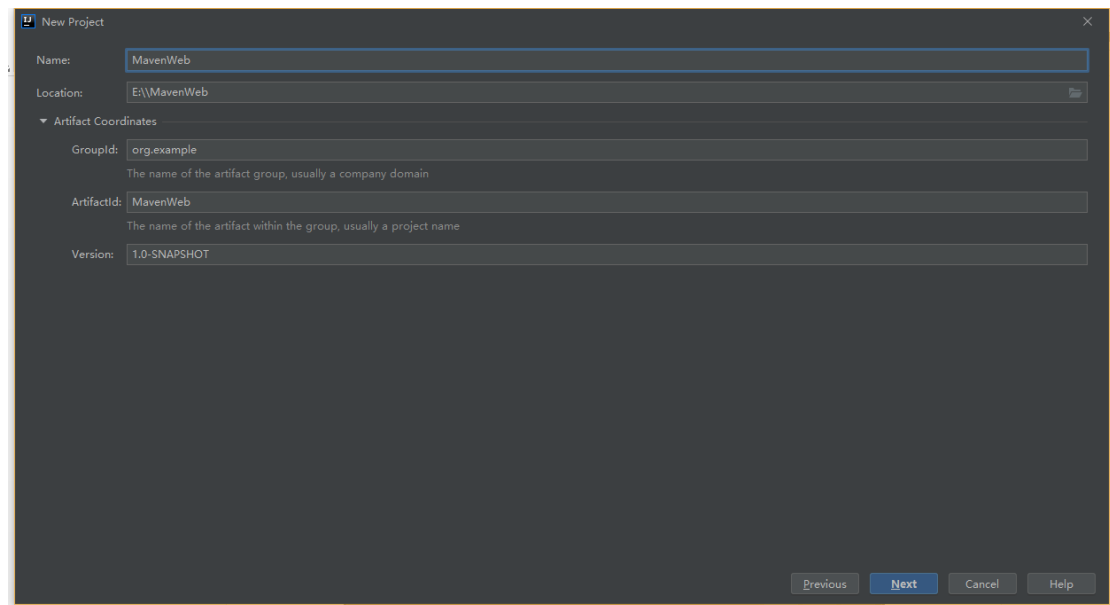 New Project
Name: MavenWeb
Location: E:\\MavenWeb
Artifact Coordinates
GroupId: org.example
The name of the artifact group, usually a company domain
ArtifactId: MavenWeb
The name of the artifact within the group, usually a project name
Version: 1.0-SNAPSHOT
Previous Next Cancel Help